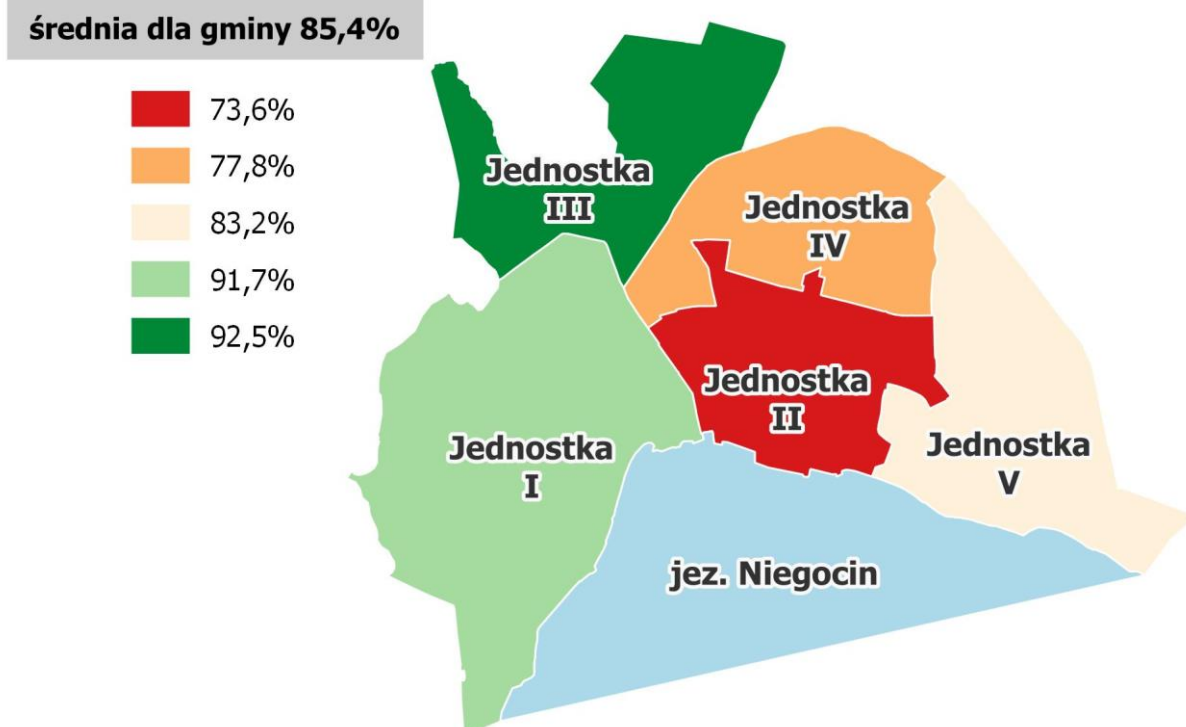 średnia dla gminy 85,4%
73,6%
77,8%
83,2%
91,7%
92,5%
Jednostka
III
Jednostka
IV
Jednostka
II
Jednostka
I
Jednostka
V
jez. Niegocin